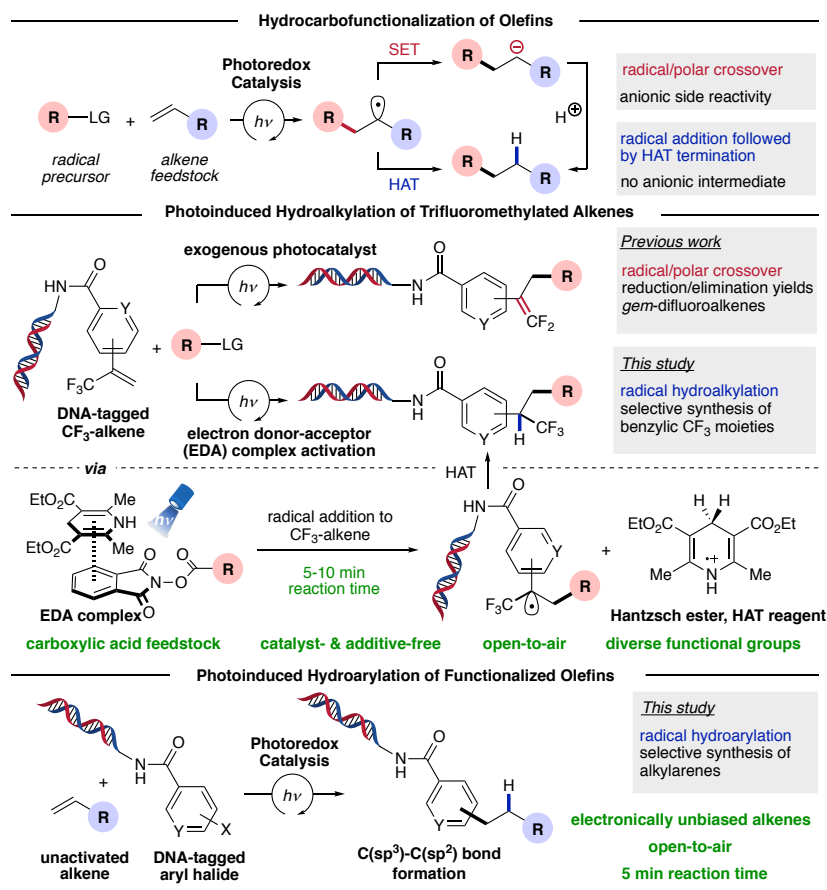 Hydrocarbofunctionalization of Olefins
R
LG
radical
precursor
+
R
alkene
feedstock
Photoredox
Catalysis
hν
R
R
SET
HAT
R
⊖
R
H⊕
R
H
R
radical/polar crossover
anionic side reactivity
radical addition followed
by HAT termination
no anionic intermediate
Photoinduced Hydroalkylation of Trifluoromethylated Alkenes
HN
O
Y
F3C
DNA-tagged
CF3-alkene
+
R
LG
exogenous photocatalyst
hν
N
H
O
Y
R
CF2
Previous work
radical/polar crossover
reduction/elimination yields
gem-difluoroalkenes
hν
electron donor-acceptor
(EDA) complex activation
N
H
O
Y
R
H
CF3
This study
radical hydroalkylation
selective synthesis of
benzylic CF3 moieties
via
HAT
EtO2C
Me
NH
EtO2C
Me
hν
O
O
N
O
R
O
EDA complex
radical addition to
CF3-alkene
5-10 min
reaction time
HN
O
Y
F3C
R
+
H
H
EtO2C
CO2Et
Me
N
H
Me
•+
Hantzsch ester, HAT reagent
carboxylic acid feedstock
catalyst- & additive-free
open-to-air
diverse functional groups
Photoinduced Hydroarylation of Functionalized Olefins
+
R
unactivated
alkene
N
H
O
Y
X
DNA-tagged
aryl halide
Photoredox
Catalysis
hν
N
H
O
Y
H
R
C(sp3)-C(sp2) bond
formation
This study
radical hydroarylation
selective synthesis of
alkylarenes
electronically unbiased alkenes
open-to-air
5 min reaction time